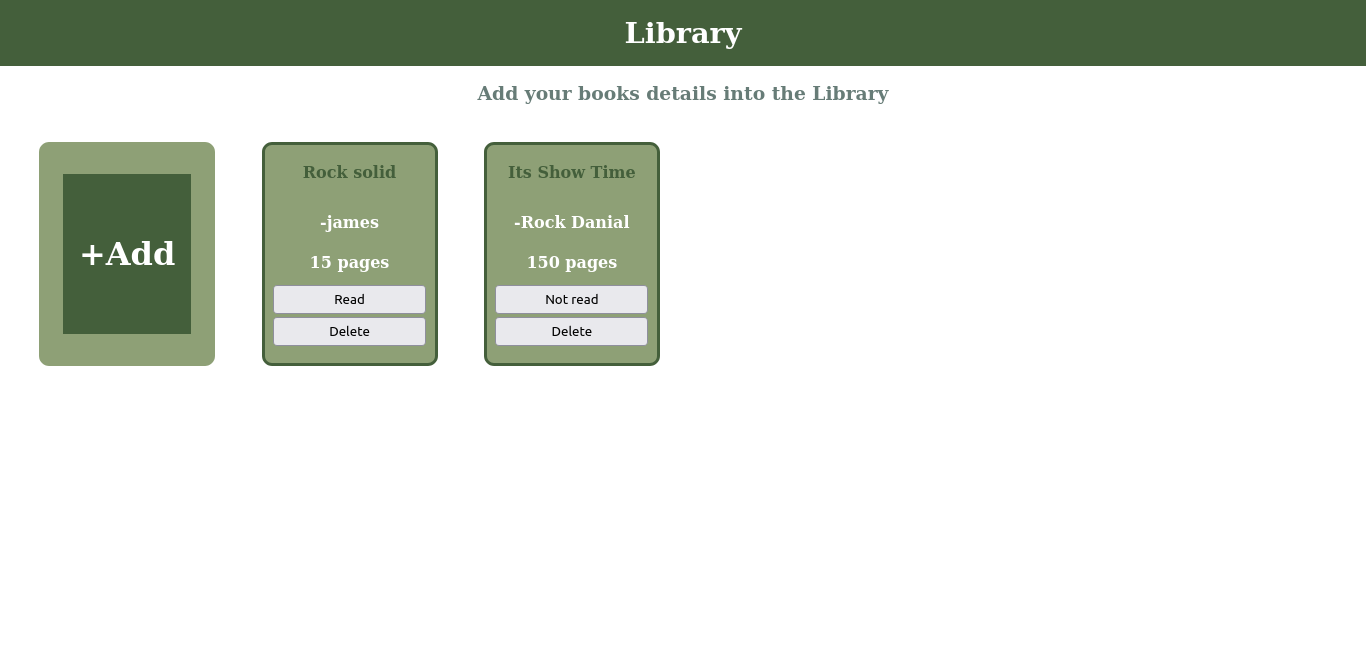 Library
Add your books details into the Library
+Add
Rock solid
-james
15 pages
Read
Delete
Its Show Time
-Rock Danial
150 pages
Not read
Delete